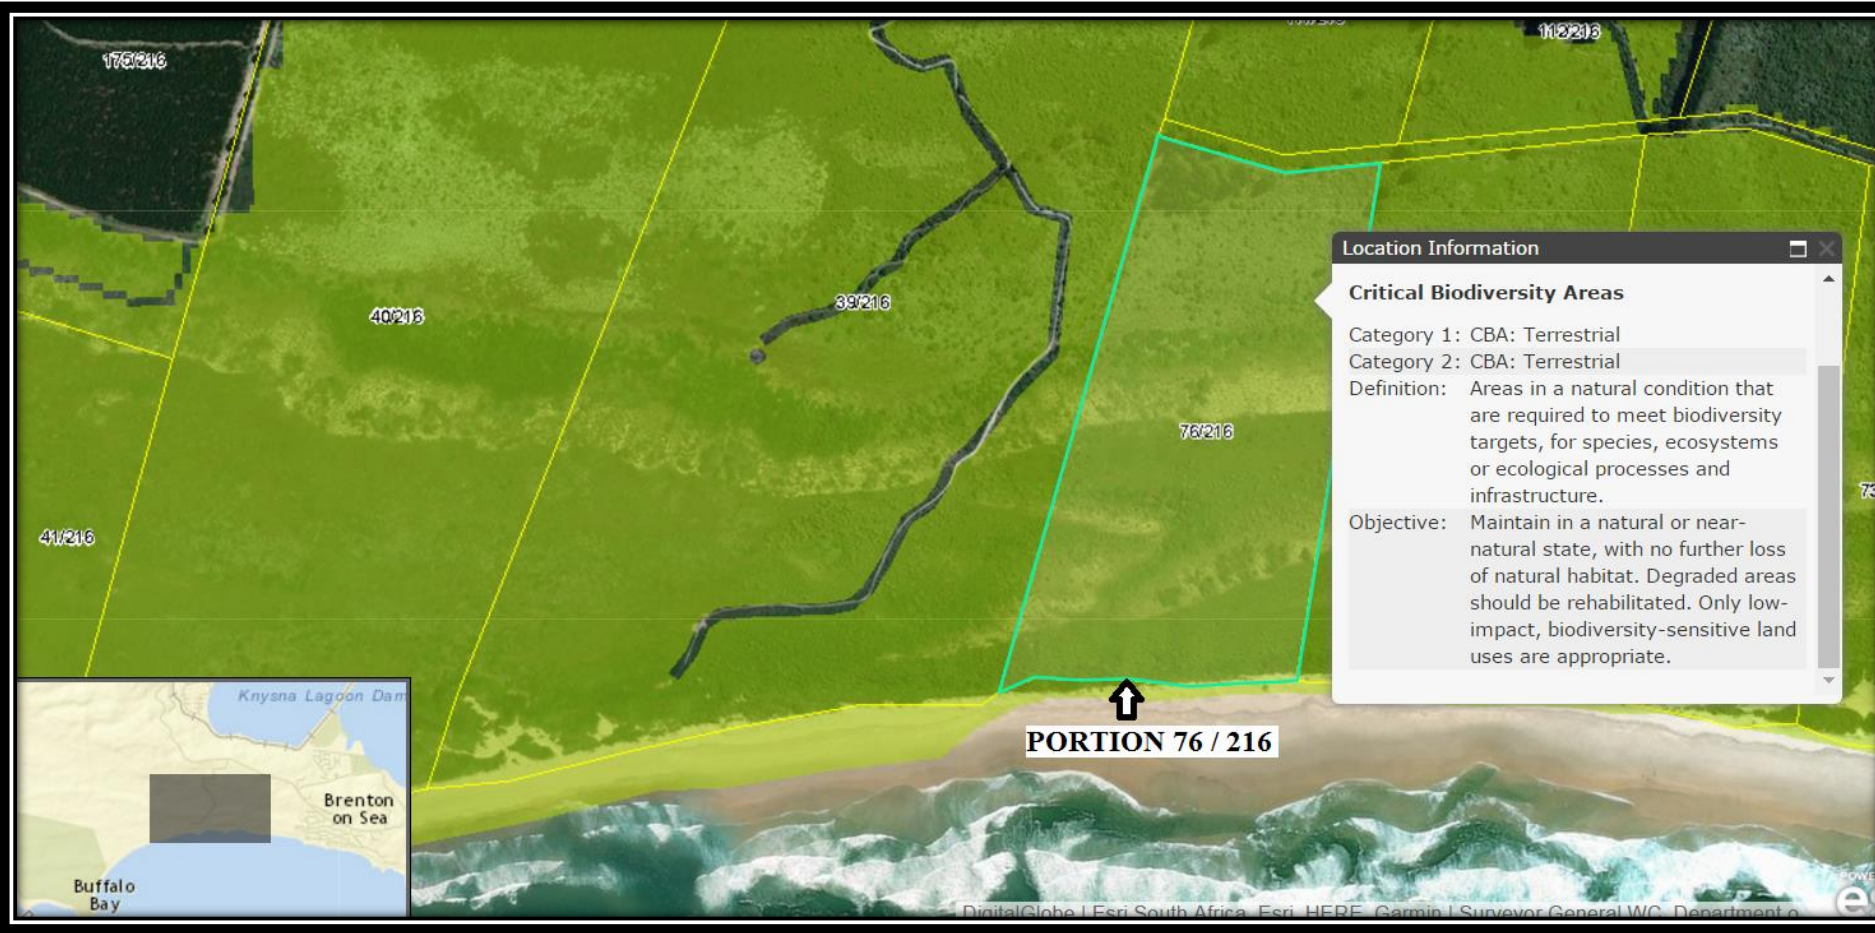 112/216
175/216
Location Information
Critical Biodiversity Areas
Category 1: CBA: Terrestrial
Category 2: CBA: Terrestrial
Definition: Areas in a natural condition that
are required to meet biodiversity
targets, for species, ecosystems
or ecological processes and
infrastructure.
Objective: Maintain in a natural or near-
natural state, with no further loss
of natural habitat. Degraded areas
should be rehabilitated. Only low-
impact, biodiversity-sensitive land
uses are appropriate.
39/216
40/216
76/216
73
41/216
PORTION 76 / 216
Knysna Lagoon Dam
Brenton
on Sea
Buffalo
Bay
POWE
e
DigitalGlobe | Esri South Africa, Esri, HERE, Garmin | Surveyor General WC, Department o